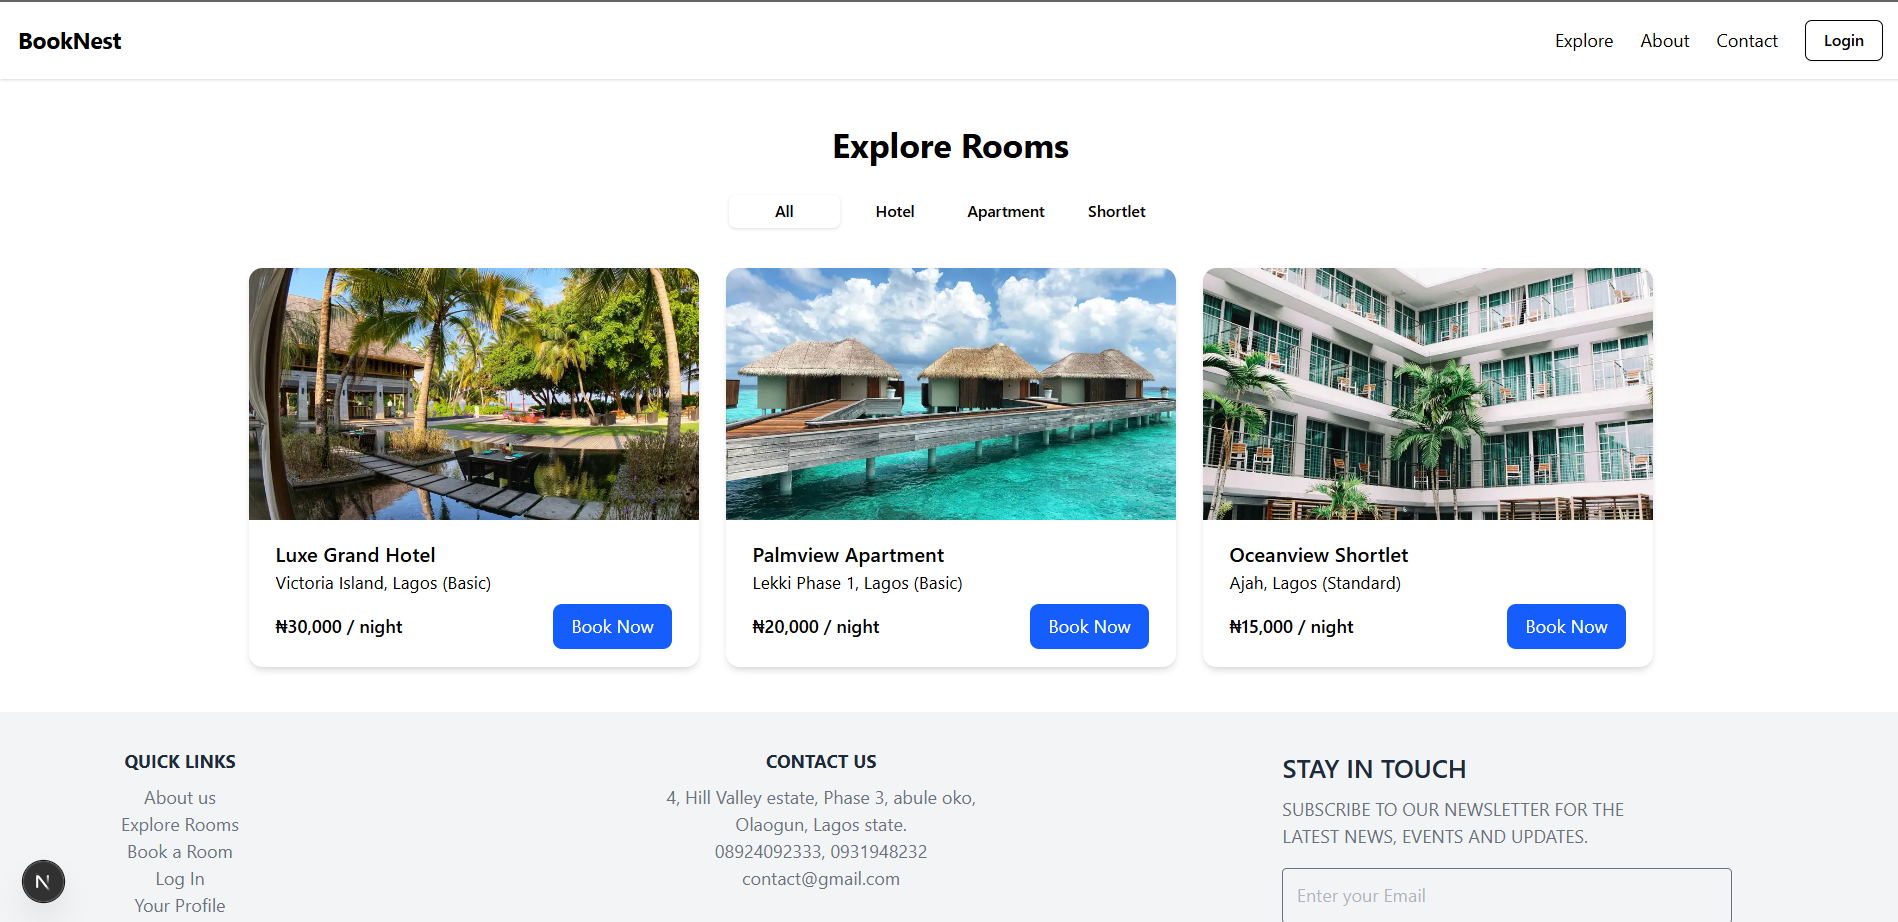 BookNest
Explore
About
Contact
Login
Explore Rooms
All
Hotel
Apartment
Shortlet
Luxe Grand Hotel
Victoria Island, Lagos (Basic)
₦30,000 / night
Book Now
Palmview Apartment
Lekki Phase 1, Lagos (Basic)
₦20,000 / night
Book Now
Oceanview Shortlet
Ajah, Lagos (Standard)
₦15,000 / night
Book Now
QUICK LINKS
About us
Explore Rooms
Book a Room
Log In
Your Profile
CONTACT US
4, Hill Valley estate, Phase 3, abule oko,
Olaogun, Lagos state.
08924092333, 0931948232
contact@gmail.com
STAY IN TOUCH
SUBSCRIBE TO OUR NEWSLETTER FOR THE
LATEST NEWS, EVENTS AND UPDATES.
Enter your Email
N